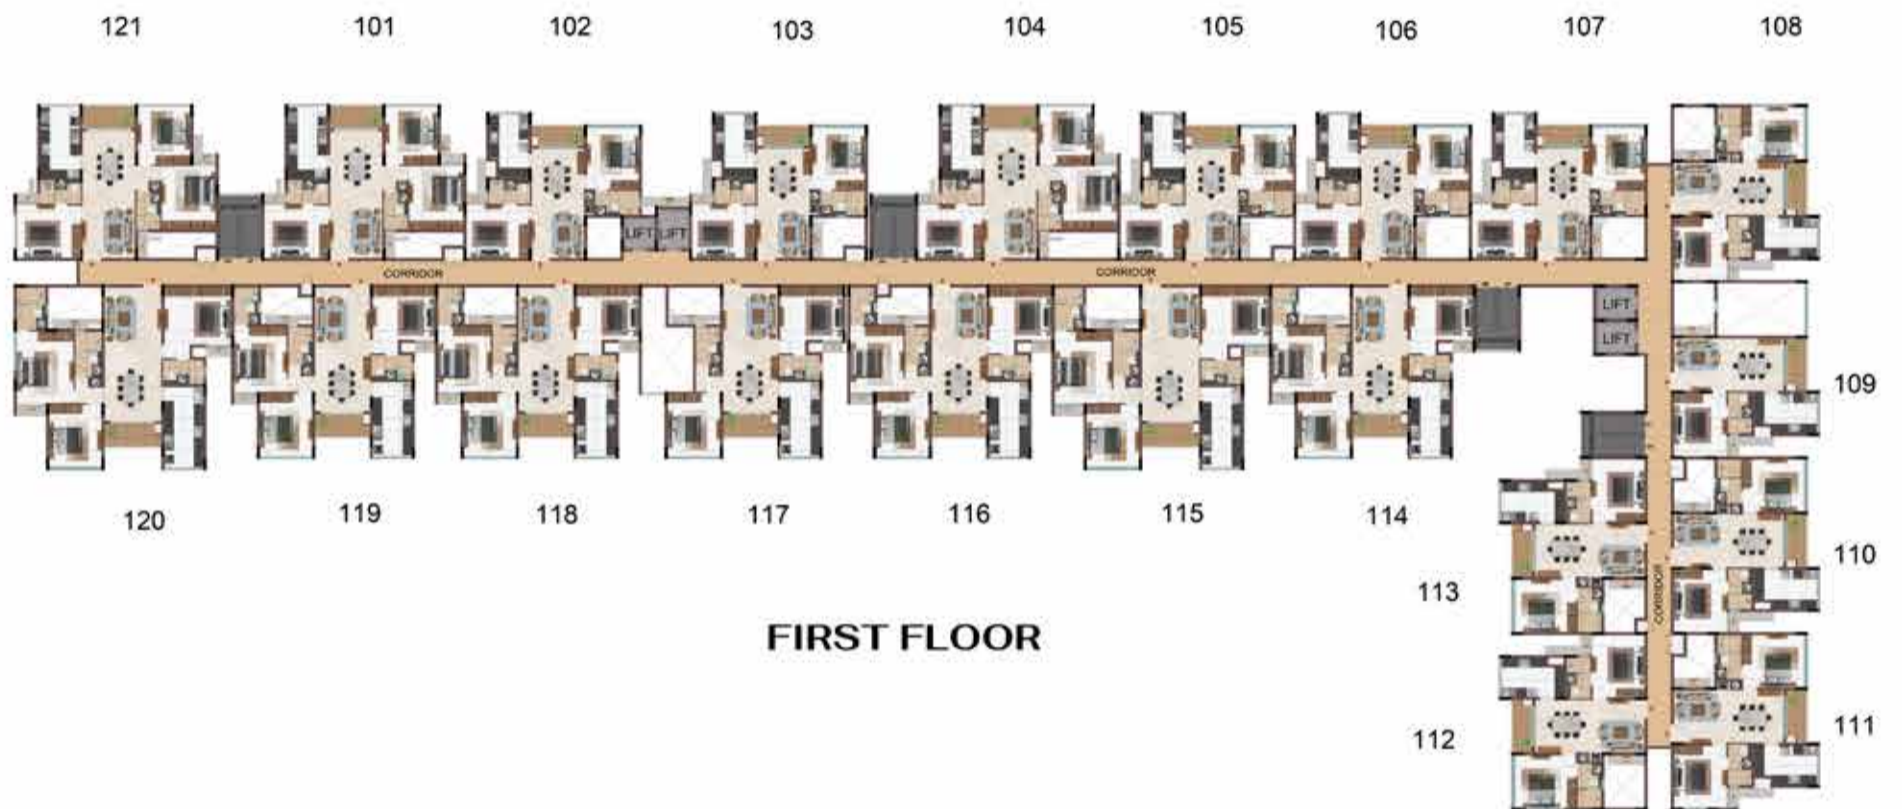 121 101 102 103 104 105 106 107 108
LIFT LIFT
CORRIDOR CORRIDOR
LIFT
LIFT
109
120 119 118 117 116 115 114
110
CORRIDOR
113
FIRST FLOOR
111
112